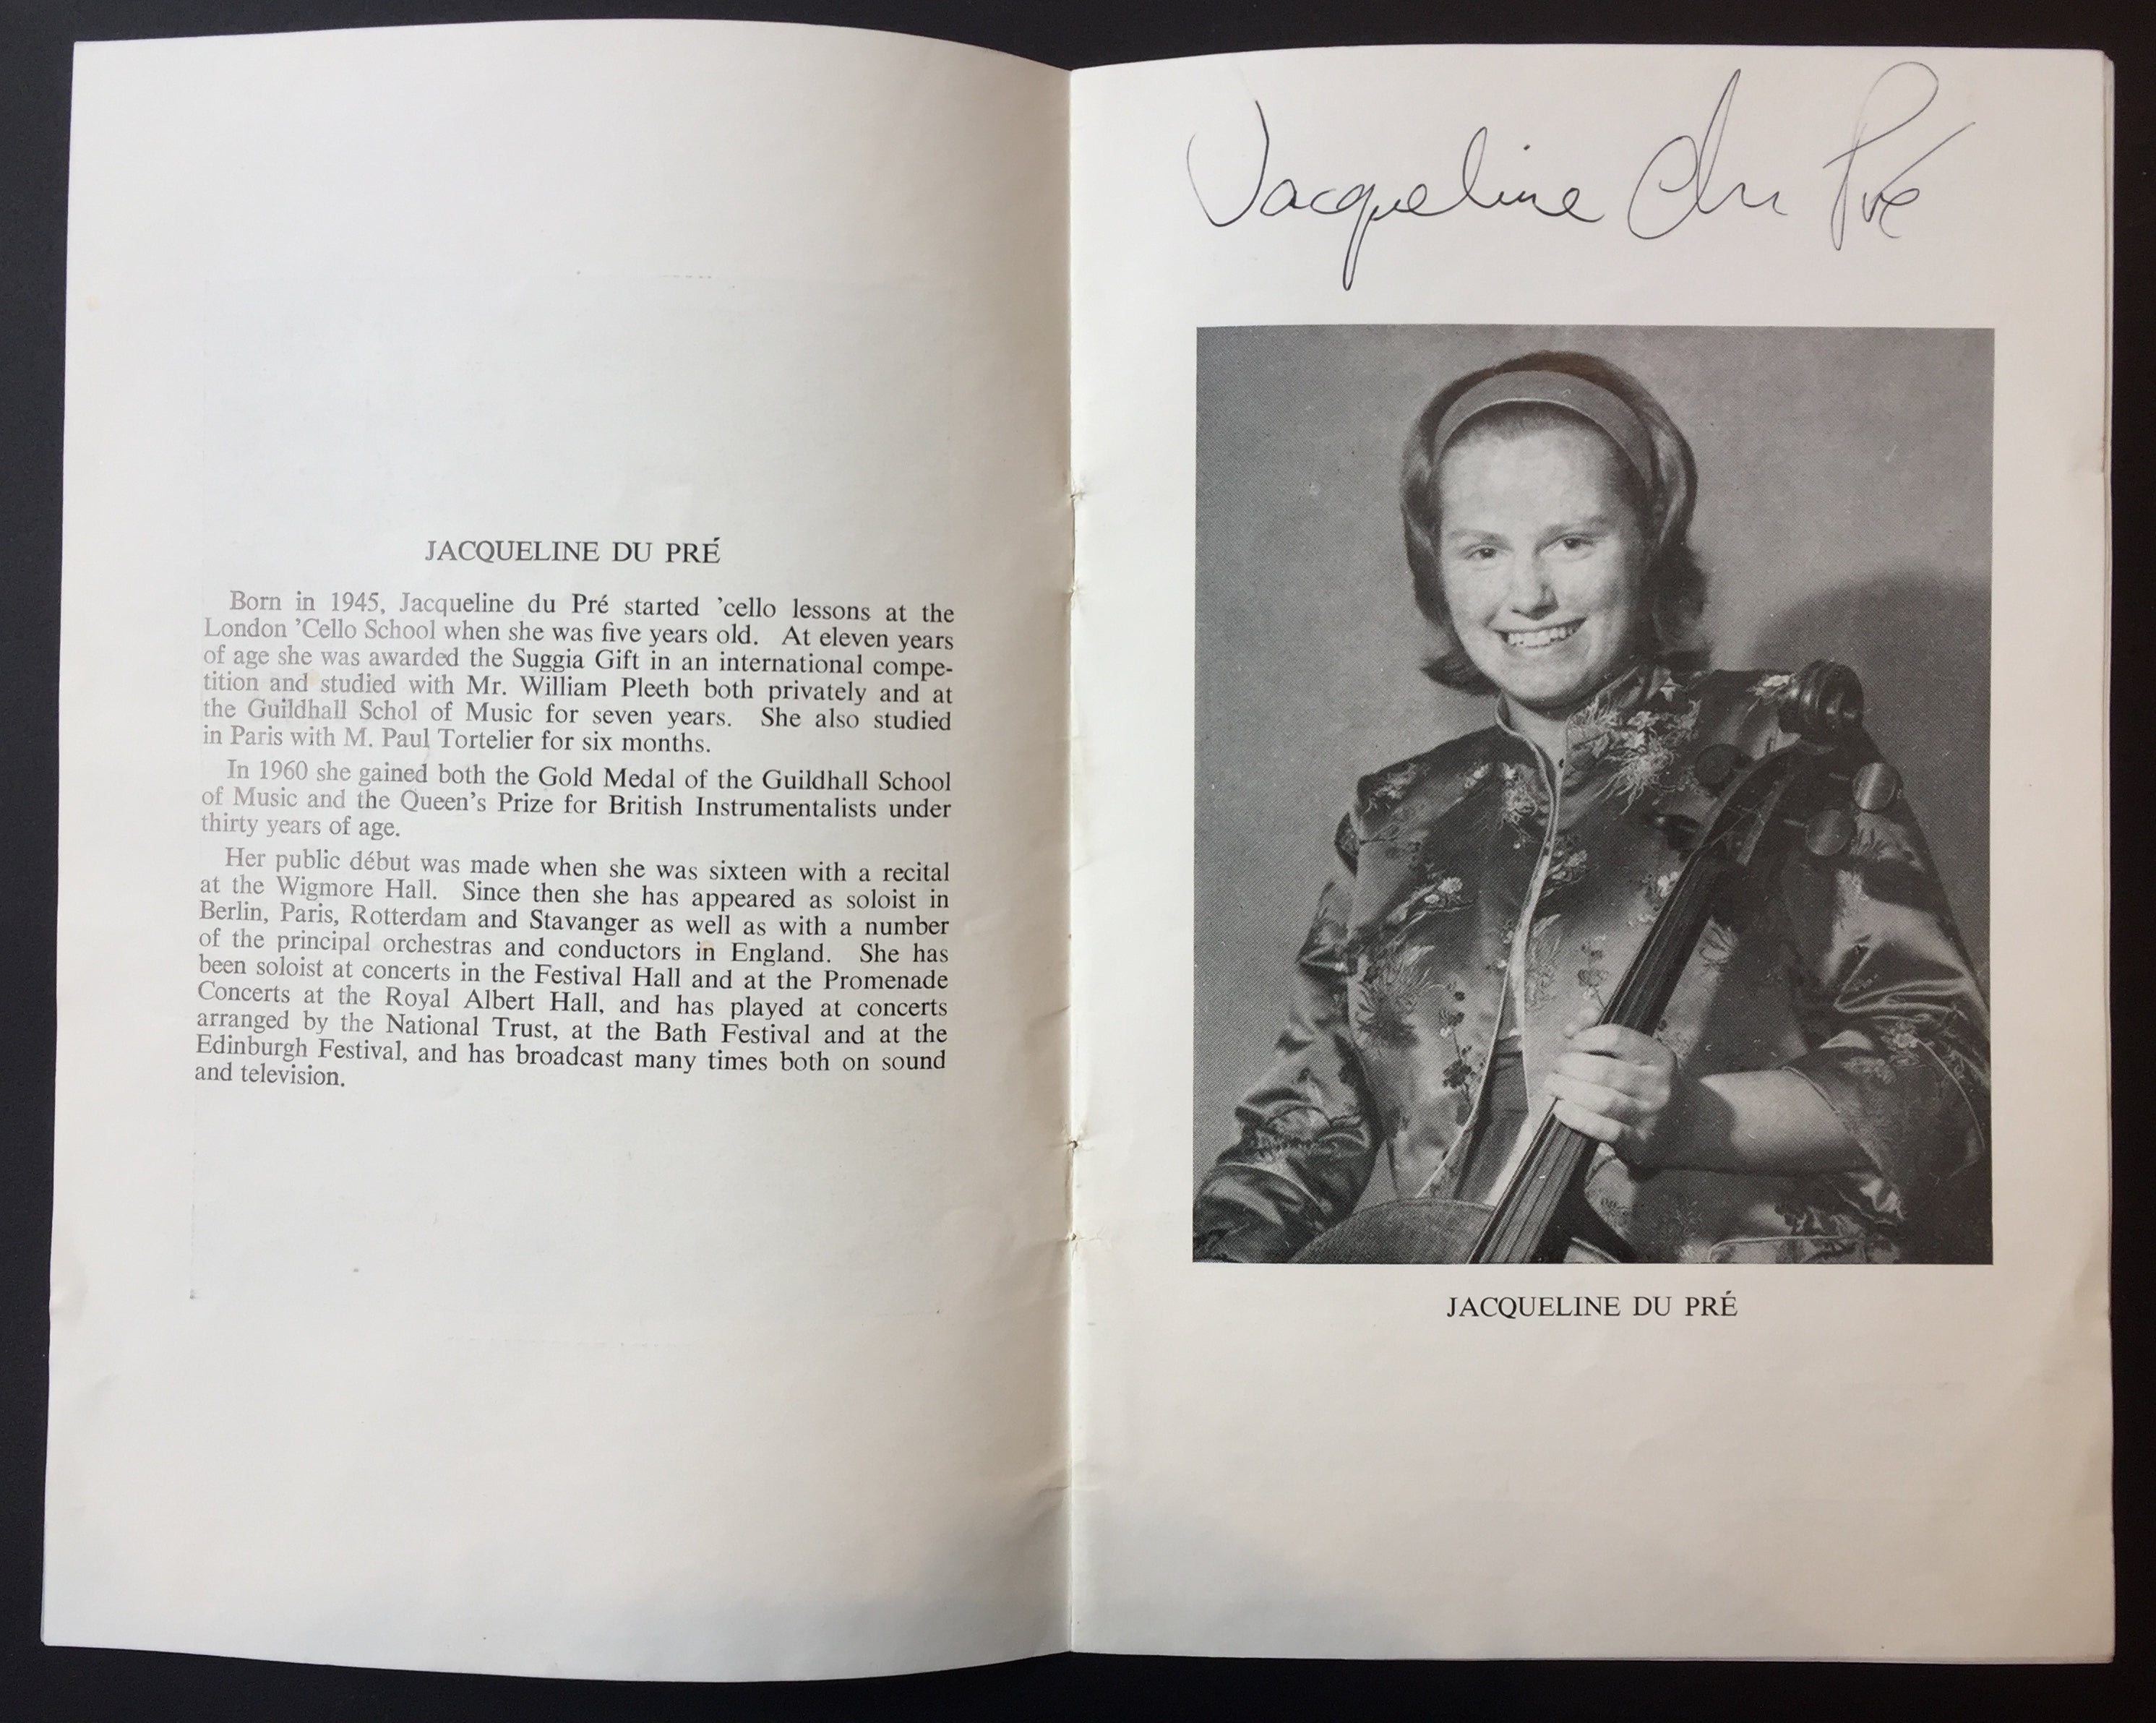 JACQUELINE DU PRÉ
Born in 1945, Jacqueline du Pré started ’cello lessons at the
London ’Cello School when she was five years old. At eleven years
of age she was awarded the Suggia Gift in an international compe-
tition and studied with Mr. William Pleeth both privately and at
the Guildhall Schol of Music for seven years. She also studied
in Paris with M. Paul Tortelier for six months.
In 1960 she gained both the Gold Medal of the Guildhall School
of Music and the Queen’s Prize for British Instrumentalists under
thirty years of age.
Her public début was made when she was sixteen with a recital
at the Wigmore Hall. Since then she has appeared as soloist in
Berlin, Paris, Rotterdam and Stavanger as well as with a number
of the principal orchestras and conductors in England. She has
been soloist at concerts in the Festival Hall and at the Promenade
Concerts at the Royal Albert Hall, and has played at concerts
arranged by the National Trust, at the Bath Festival and at the
Edinburgh Festival, and has broadcast many times both on sound
and television.
Jacqueline du Pré
JACQUELINE DU PRÉ